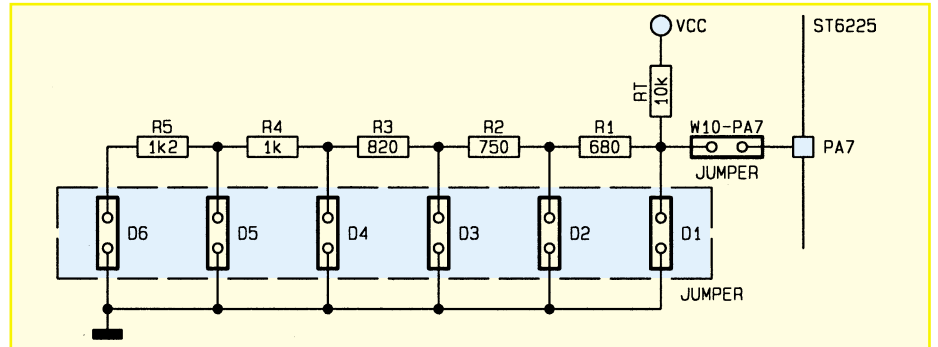 VCC
ST6225
RT
10k
R5
R4
R3
R2
R1
W10-PA7
1k2
1k
820
750
680
PA7
JUMPER
D6
D5
D4
D3
D2
D1
JUMPER